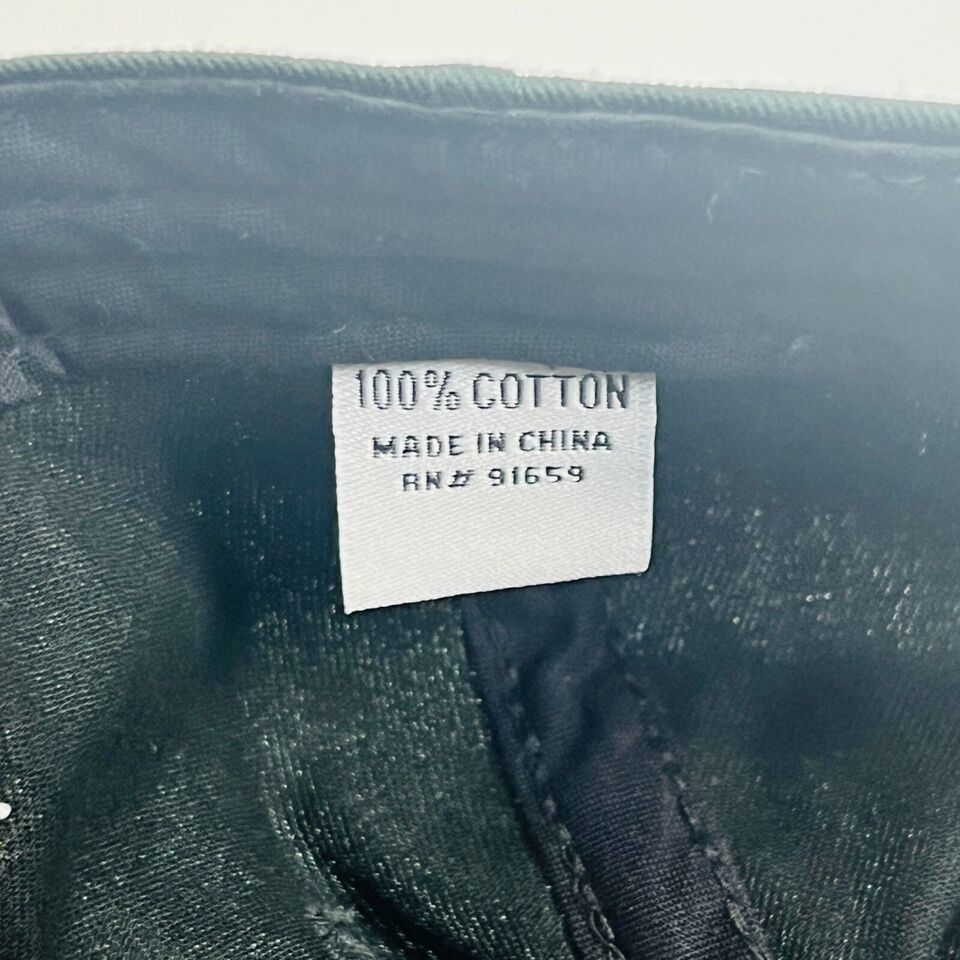 100% COTTON
MADE IN CHINA
RN# 91659